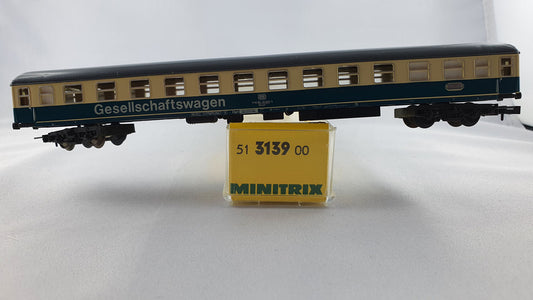 Gesellschaftswagen
51 3139 00
MINITRIX